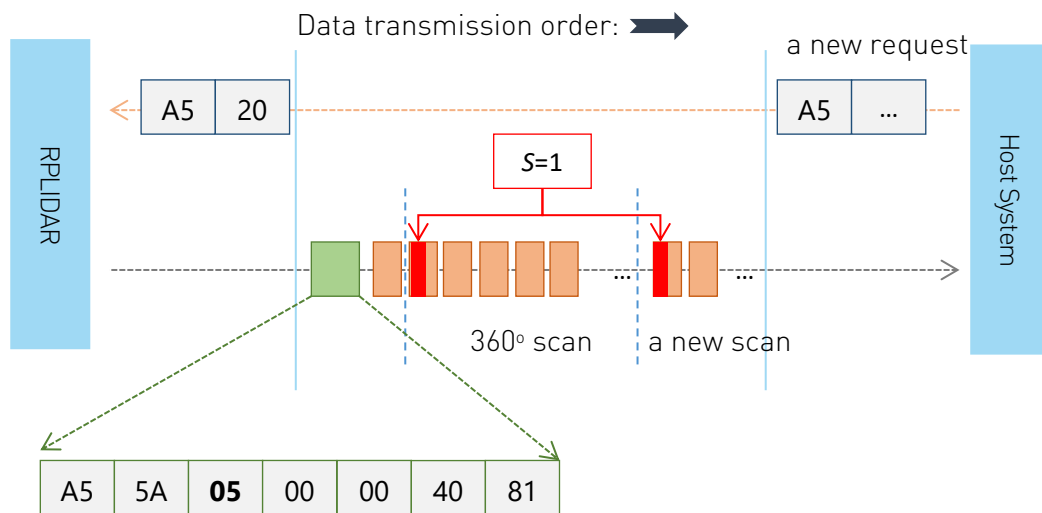 Data transmission order:
a new request
A5 20
A5 ...
RPLIDAR
Host System
S=1
... ...
360° scan
a new scan
A5 5A 05 00 00 40 81